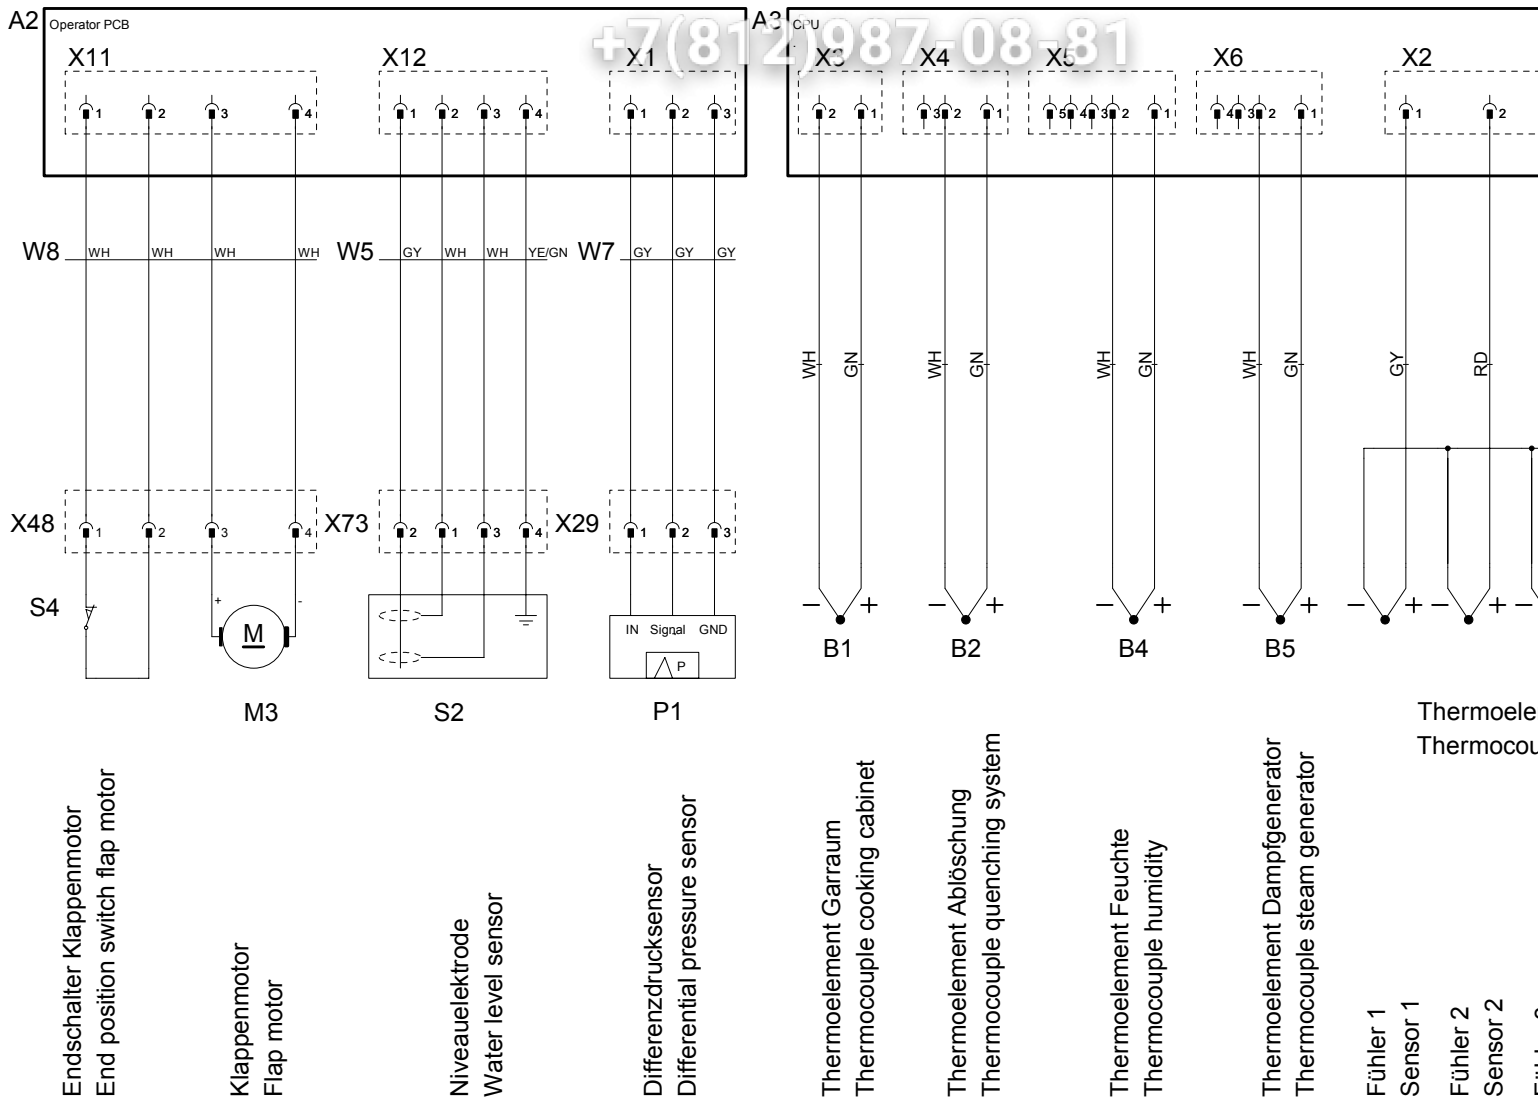 +7(812)987-08-81
A2 Operator PCB
A3 CPU
X11 X12 X1 X3 X4 X5 X6 X2
1 2 3 4 1 2 3 4 1 2 3 2 1 3 2 1 5 4 3 2 1 4 3 2 1 1 2
W8 WH WH WH WH W5 GY WH WH YE/GN W7 GY GY GY
WH GN WH GN WH GN WH GN GY RD
X48 1 2 3 4 X73 2 1 3 4 X29 1 2 3
S4 + - M
IN Signal GND
P
− + − + − + − + − + − + −
B1 B2 B4 B5
M3 S2 P1
Thermoele
Thermocou
Endschalter Klappenmotor
End position switch flap motor
Klappenmotor
Flap motor
Niveauelektrode
Water level sensor
Differenzdrucksensor
Differential pressure sensor
Thermoelement Garraum
Thermocouple cooking cabinet
Thermoelement Ablöschung
Thermocouple quenching system
Thermoelement Feuchte
Thermocouple humidity
Thermoelement Dampfgenerator
Thermocouple steam generator
Fühler 1
Sensor 1
Fühler 2
Sensor 2